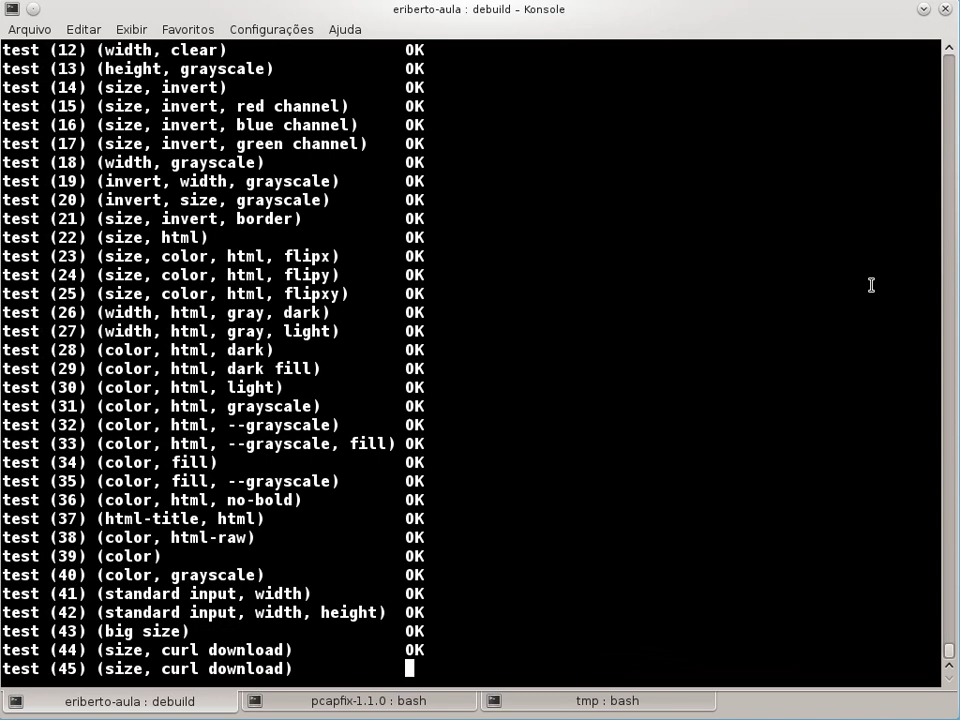 eriberto-aula : debuild – Konsole
Arquivo Editar Exibir Favoritos Configurações Ajuda
test (12) (width, clear) OK
test (13) (height, grayscale) OK
test (14) (size, invert) OK
test (15) (size, invert, red channel) OK
test (16) (size, invert, blue channel) OK
test (17) (size, invert, green channel) OK
test (18) (width, grayscale) OK
test (19) (invert, width, grayscale) OK
test (20) (invert, size, grayscale) OK
test (21) (size, invert, border) OK
test (22) (size, html) OK
test (23) (size, color, html, flipx) OK
test (24) (size, color, html, flipy) OK
test (25) (size, color, html, flipxy) OK
test (26) (width, html, gray, dark) OK
test (27) (width, html, gray, light) OK
test (28) (color, html, dark) OK
test (29) (color, html, dark fill) OK
test (30) (color, html, light) OK
test (31) (color, html, grayscale) OK
test (32) (color, html, --grayscale) OK
test (33) (color, html, --grayscale, fill) OK
test (34) (color, fill) OK
test (35) (color, fill, --grayscale) OK
test (36) (color, html, no-bold) OK
test (37) (html-title, html) OK
test (38) (color, html-raw) OK
test (39) (color) OK
test (40) (color, grayscale) OK
test (41) (standard input, width) OK
test (42) (standard input, width, height) OK
test (43) (big size) OK
test (44) (size, curl download) OK
test (45) (size, curl download)
eriberto-aula : debuild pcapfix-1.1.0 : bash tmp : bash